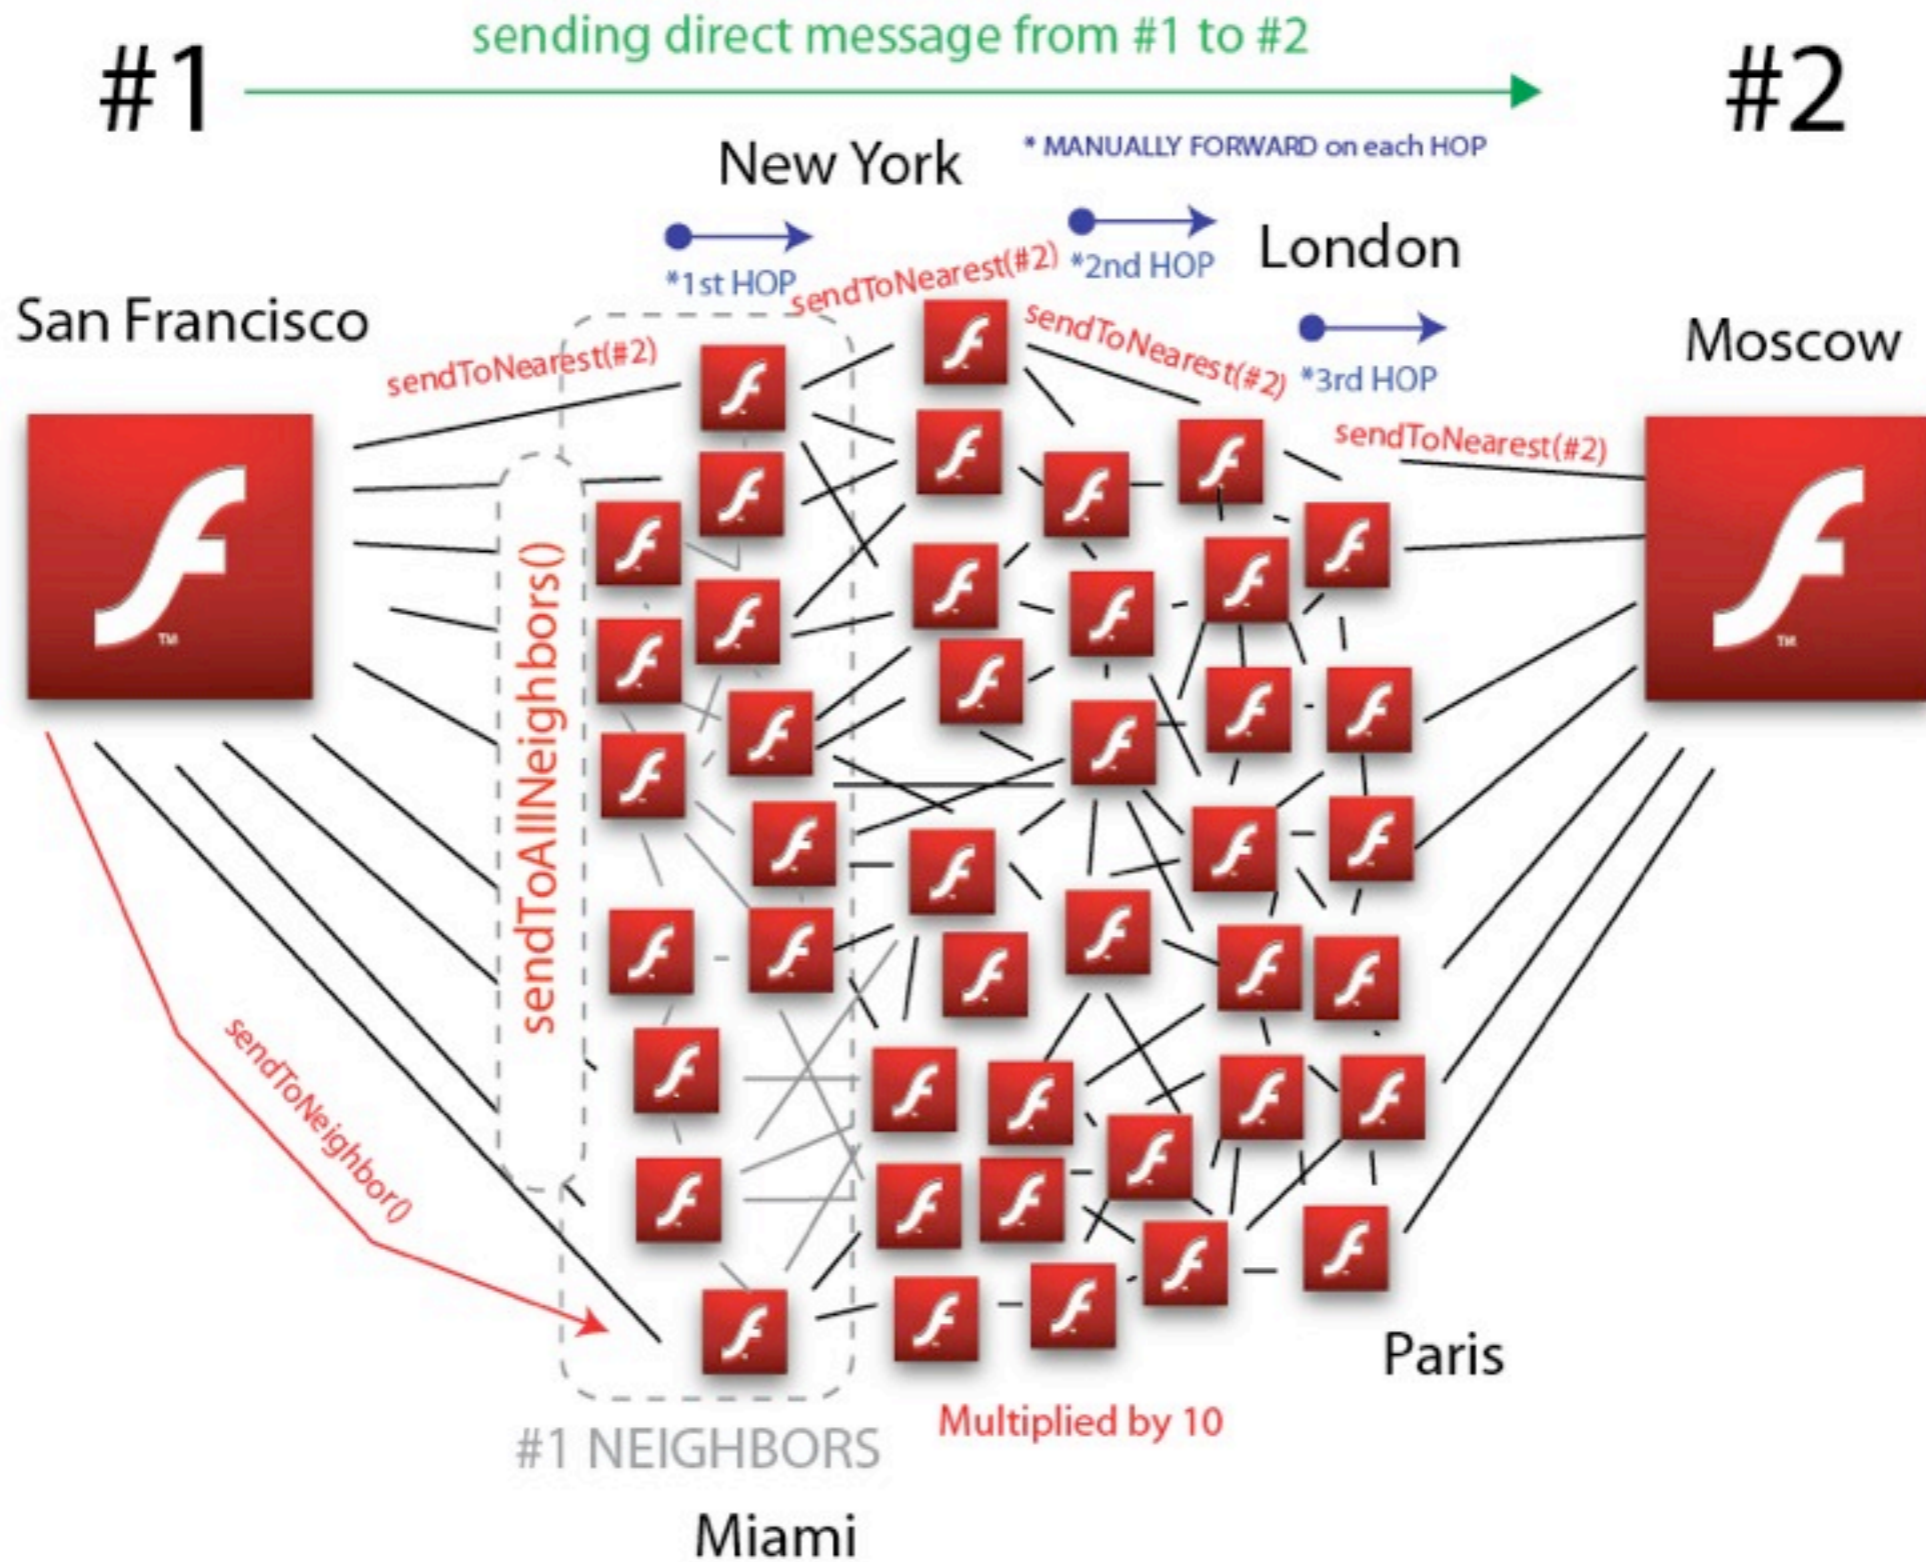 sending direct message from #1 to #2
#1
#2
* MANUALLY FORWARD on each HOP
New York
London
*1st HOP
sendToNearest(#2)
*2nd HOP
San Francisco
sendToNearest(#2)
sendToNearest(#2)
*3rd HOP
Moscow
sendToNearest(#2)
sendToAllNeighbors()
sendToNeighbor()
TM
TM
Paris
Multiplied by 10
#1 NEIGHBORS
Miami